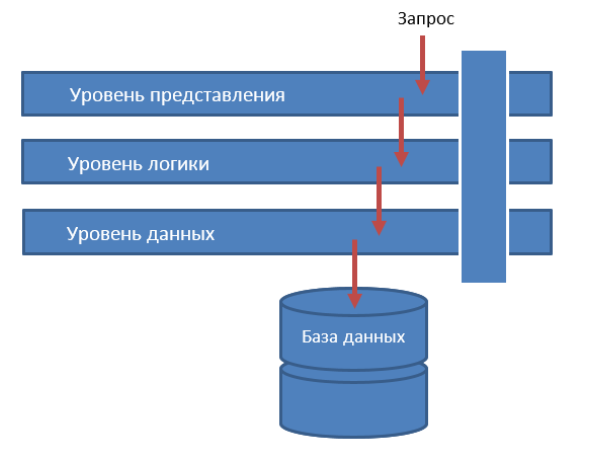 Запрос
Уровень представления
Уровень логики
Уровень данных
База данных